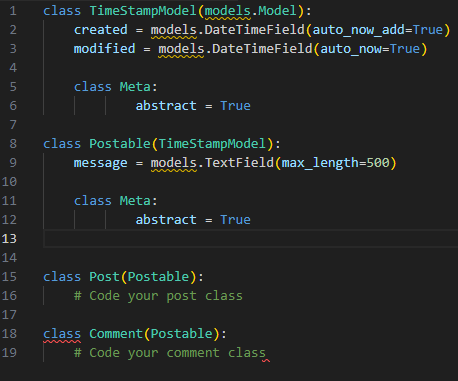 1 class TimeStampModel(models.Model):
2     created = models.DateTimeField(auto_now_add=True)
3     modified = models.DateTimeField(auto_now=True)
4
5     class Meta:
6             abstract = True
7
8 class Postable(TimeStampModel):
9     message = models.TextField(max_length=500)
10
11     class Meta:
12             abstract = True
13
14
15 class Post(Postable):
16     # Code your post class
17
18 class Comment(Postable):
19     # Code your comment class